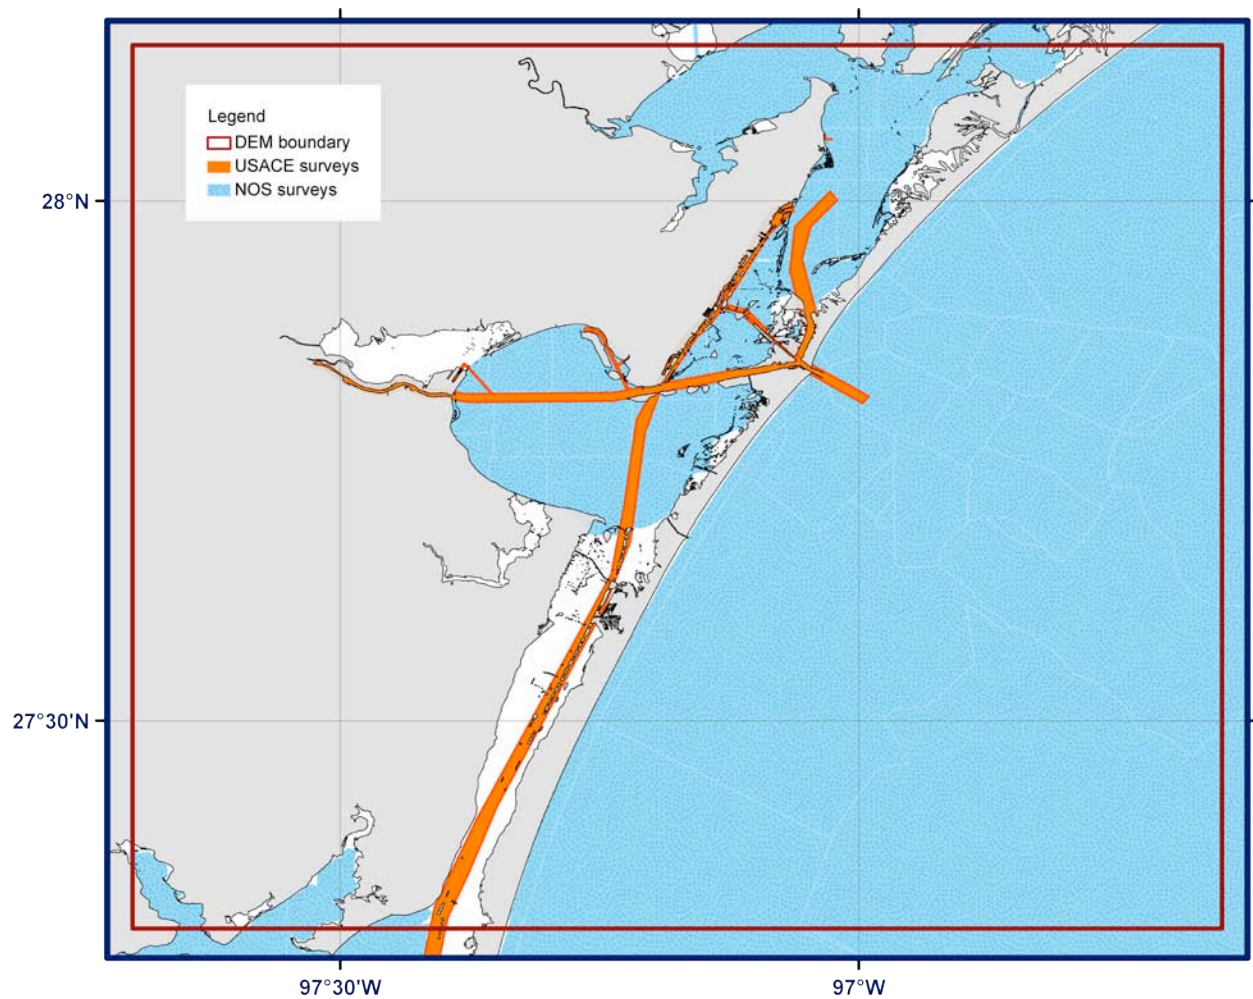 Legend
DEM boundary
USACE surveys
NOS surveys
28°N
27°30'N
97°30'W
97°W